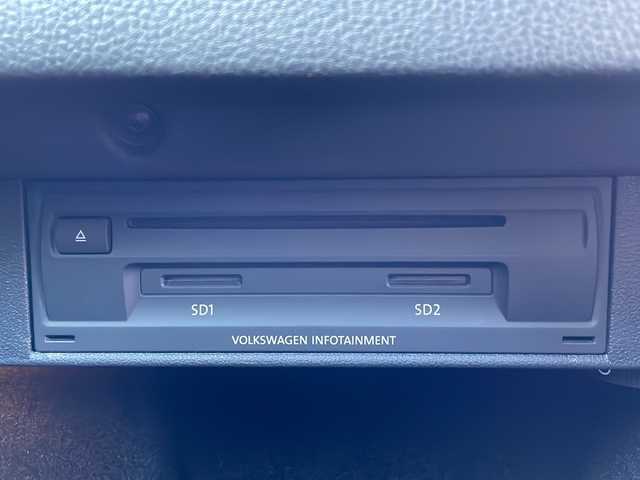 SD1 SD2
VOLKSWAGEN INFOTAINMENT